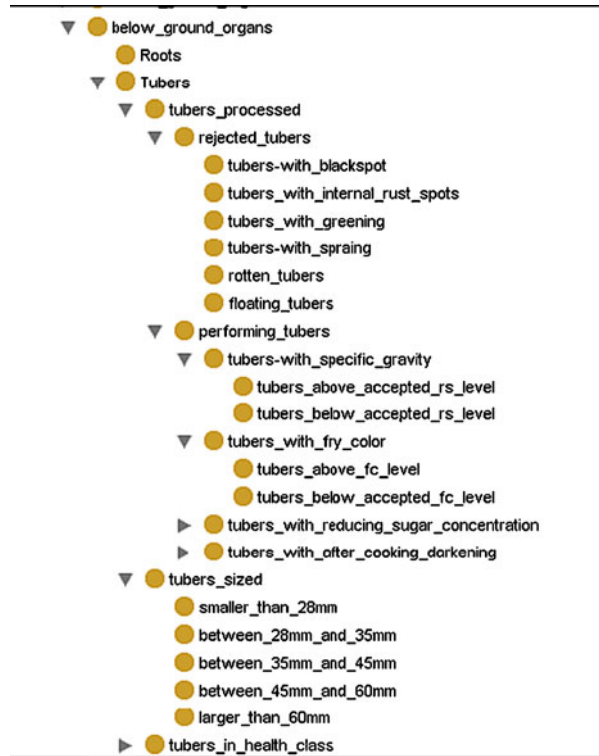 below_ground_organs
Roots
Tubers
tubers_processed
rejected_tubers
tubers-with_blackspot
tubers_with_internal_rust_spots
tubers_with_greening
tubers-with_spraing
rotten_tubers
floating_tubers
performing_tubers
tubers-with_specific_gravity
tubers_above_accepted_rs_level
tubers_below_accepted_rs_level
tubers_with_fry_color
tubers_above_fc_level
tubers_below_accepted_fc_level
tubers_with_reducing_sugar_concentration
tubers_with_after_cooking_darkening
tubers_sized
smaller_than_28mm
between_28mm_and_35mm
between_35mm_and_45mm
between_45mm_and_60mm
larger_than_60mm
tubers_in_health_class